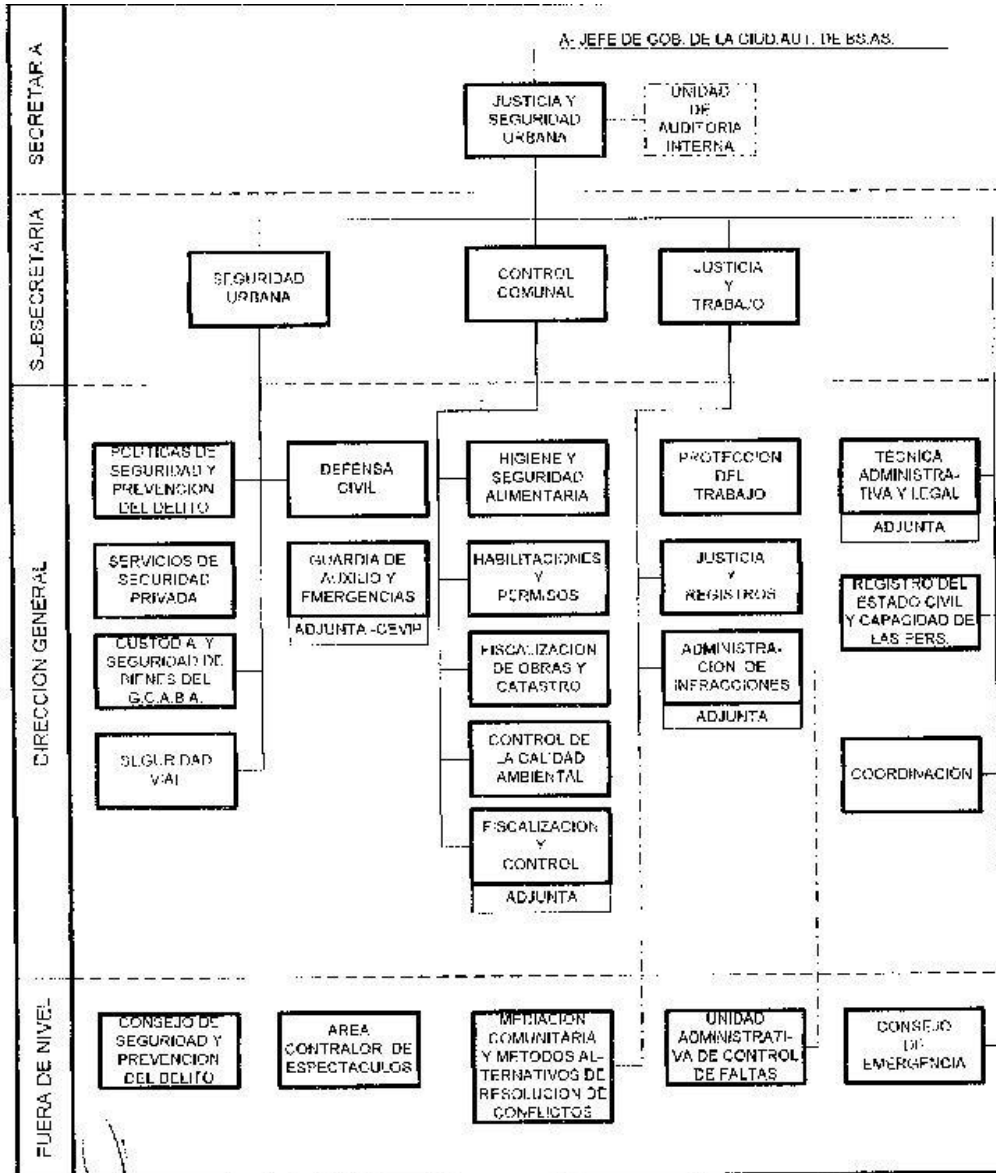 A- JEFE DE GOB. DE LA CIUD.AUT. DE BS.AS.
SECRETARIA
JUSTICIA Y
SEGURIDAD
URBANA
UNIDAD
DE
AUDITORIA
INTERNA
SUBSECRETARIA
SEGURIDAD
URBANA
CONTROL
COMUNAL
JUSTICIA
Y
TRABAJO
DIRECCION GENERAL
POLITICAS DE
SEGURIDAD Y
PREVENCION
DEL DELITO
DEFENSA
CIVIL
HIGIENE Y
SEGURIDAD
ALIMENTARIA
PROTECCION
DEL
TRABAJO
TÉCNICA
ADMINISTRA-
TIVA Y LEGAL
ADJUNTA
SERVICIOS DE
SEGURIDAD
PRIVADA
GUARDIA DE
AUXILIO Y
EMERGENCIAS
ADJUNTA -CEVIP
HABILITACIONES
Y
PERMISOS
JUSTICIA
Y
REGISTROS
REGISTRO DEL
ESTADO CIVIL
Y CAPACIDAD DE
LAS PERS.
CUSTODIA Y
SEGURIDAD DE
BIENES DEL
G.C.A.B.A.
FISCALIZACION
DE OBRAS Y
CATASTRO
ADMINISTRA-
CION DE
INFRACCIONES
ADJUNTA
SEGURIDAD
VIAL
CONTROL DE
LA CALIDAD
AMBIENTAL
COORDINACIÓN
FISCALIZACION
Y
CONTROL
ADJUNTA
FUERA DE NIVEL
CONSEJO DE
SEGURIDAD Y
PREVENCION
DEL DELITO
AREA
CONTRALOR DE
ESPECTACULOS
MEDIACION
COMUNITARIA
Y METODOS AL-
TERNATIVOS DE
RESOLUCION DE
CONFLICTOS
UNIDAD
ADMINISTRATI-
VA DE CONTROL
DE FALTAS
CONSEJO
DE
EMERGENCIA